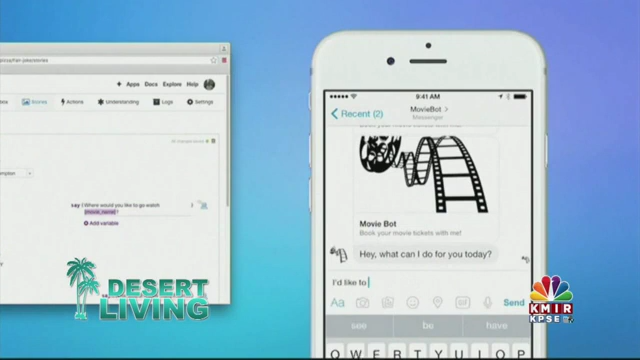 + Apps Docs Explore Help
Stories Actions Understanding Logs Settings
say Where would you like to go watch
[movie_name]?
Add variable
9:41 AM
Recent (2)
MovieBot >
Messenger
Movie Bot
Book your movie tickets with me!
Hey, what can I do for you today?
I'd like to
Aa GIF Send
see be have
Q W E R T Y U I O P
DESERT
LIVING
KMIR
KPSE